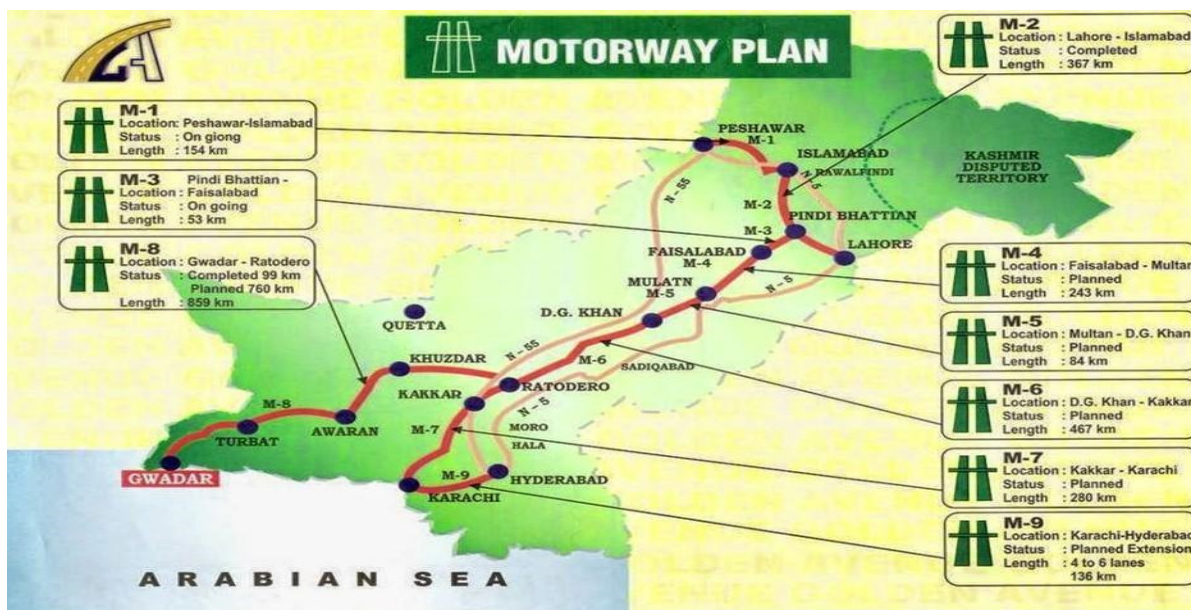 MOTORWAY PLAN
M-1
Location: Peshawar-Islamabad
Status : On giong
Length : 154 km
M-3 Pindi Bhattian -
Location : Faisalabad
Status : On going
Length : 53 km
M-8
Location : Gwadar - Ratodero
Status : Completed 99 km
Planned 760 km
Length : 859 km
M-2
Location : Lahore - Islamabad
Status : Completed
Length : 367 km
M-4
Location : Faisalabad - Multan
Status : Planned
Length : 243 km
M-5
Location : Multan - D.G. Khan
Status : Planned
Length : 84 km
M-6
Location : D.G. Khan - Kakkar
Status : Planned
Length : 467 km
M-7
Location : Kakkar - Karachi
Status : Planned
Length : 280 km
M-9
Location : Karachi-Hyderabad
Status : Planned Extension
Length : 4 to 6 lanes
136 km
PESHAWAR
M-1
ISLAMABAD
RAWALPINDI
KASHMIR
DISPUTED
TERRITORY
N-55
N-5
M-2
PINDI BHATTIAN
M-3
LAHORE
FAISALABAD
M-4
MULATN
M-5
N-5
D.G. KHAN
QUETTA
N-55
M-6
SADIQABAD
KHUZDAR
RATODERO
KAKKAR
N-5
M-8
AWARAN
TURBAT
M-7
MORO
HALA
GWADAR
M-9
HYDERABAD
KARACHI
ARABIAN SEA